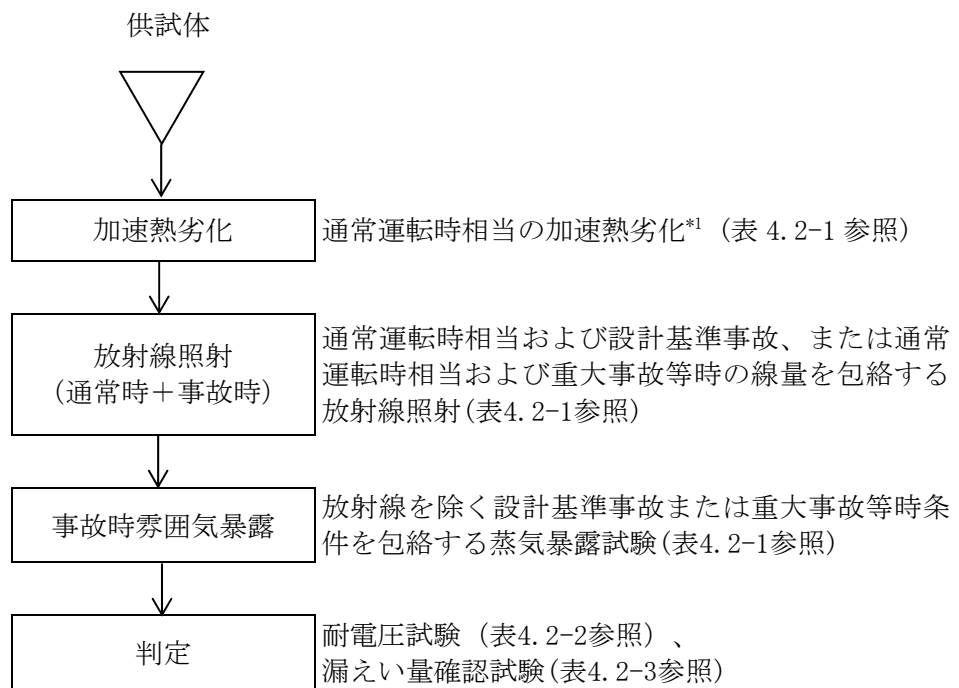 供試体
加速熱劣化
通常運転時相当の加速熱劣化*1 (表 4.2-1 参照)
放射線照射
(通常時＋事故時)
通常運転時相当および設計基準事故、または通常
運転時相当および重大事故等時の線量を包絡する
放射線照射(表4.2-1参照)
事故時雰囲気暴露
放射線を除く設計基準事故または重大事故等時条
件を包絡する蒸気暴露試験(表4.2-1参照)
判定
耐電圧試験 (表4.2-2参照)、
漏えい量確認試験(表4.2-3参照)